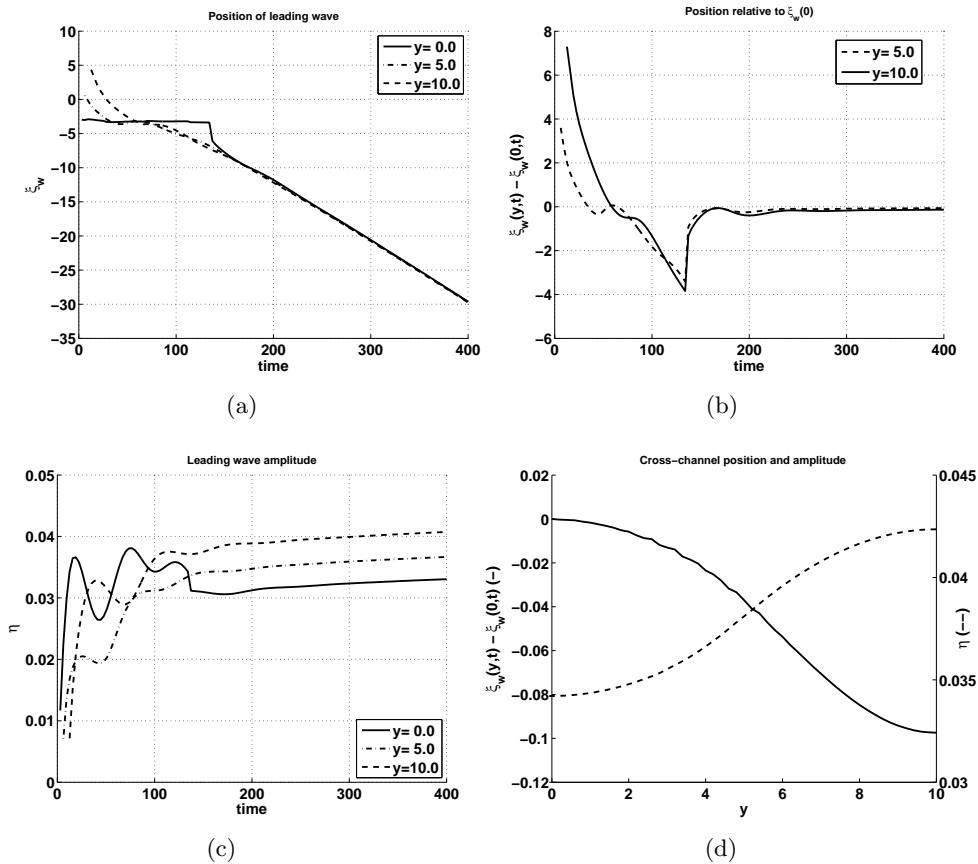 Position of leading wave
10
5
0
−5
−10
−15
−20
−25
−30
−35
ξw
0 100 200 300 400
time
y= 0.0
y= 5.0
y=10.0
(a)
Position relative to ξw(0)
8
6
4
2
0
−2
−4
−6
ξw(y,t) − ξw(0,t)
0 100 200 300 400
time
y= 5.0
y=10.0
(b)
Leading wave amplitude
0.05
0.04
0.03
0.02
0.01
0
η
0 100 200 300 400
time
y= 0.0
y= 5.0
y=10.0
(c)
Cross−channel position and amplitude
0.02
0
−0.02
−0.04
−0.06
−0.08
−0.1
−0.12
ξw(y,t) − ξw(0,t) (−)
0 2 4 6 8 10
y
0.045
0.04
0.035
0.03
η (−−)
(d)